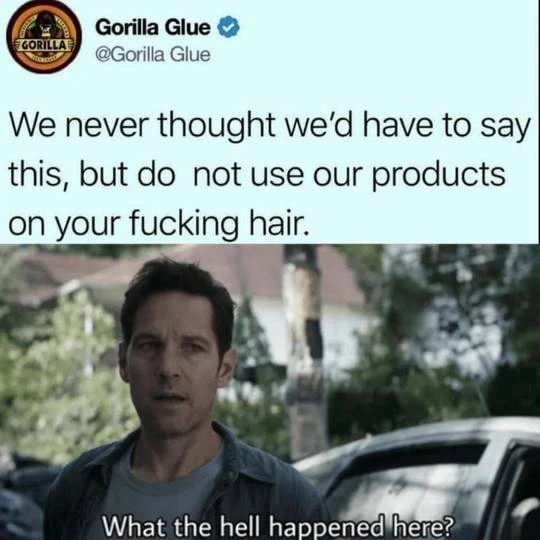 GORILLA
Gorilla Glue
@Gorilla Glue
We never thought we'd have to say
this, but do not use our products
on your fucking hair.
What the hell happened here?